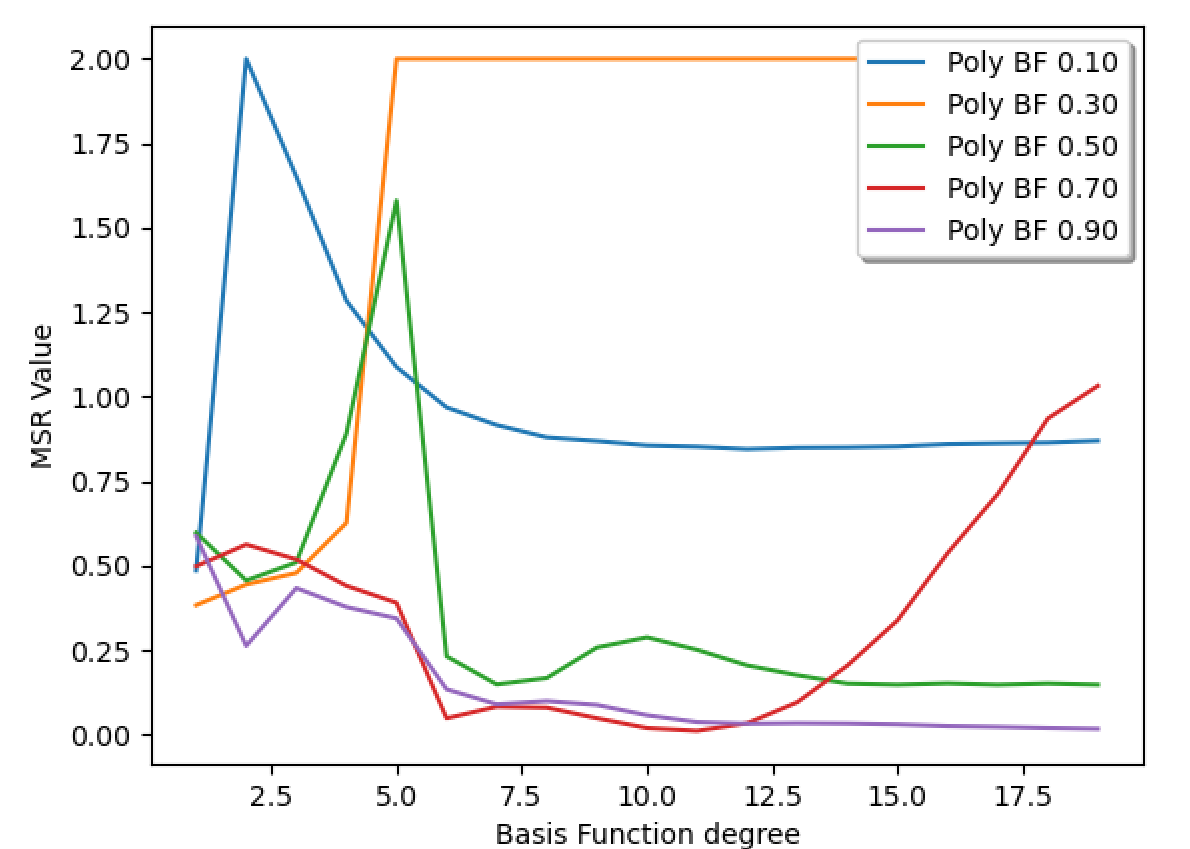 2.00
1.75
1.50
1.25
1.00
0.75
0.50
0.25
0.00
MSR Value
Poly BF 0.10
Poly BF 0.30
Poly BF 0.50
Poly BF 0.70
Poly BF 0.90
2.5 5.0 7.5 10.0 12.5 15.0 17.5
Basis Function degree